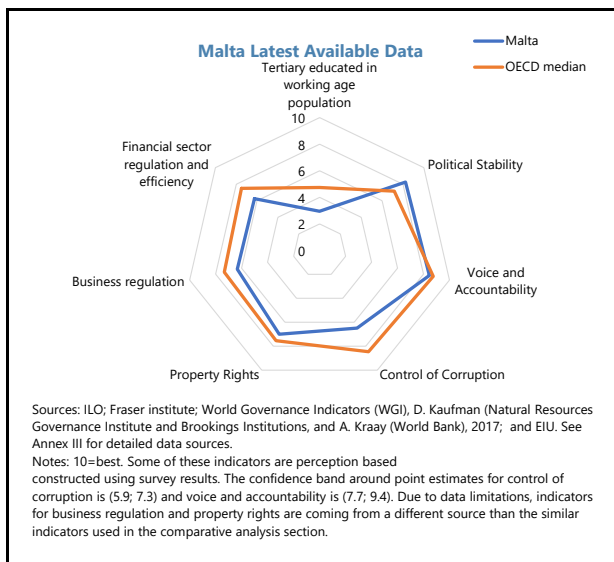 Malta Latest Available Data
Malta
OECD median
Tertiary educated in
working age
population
Political Stability
Voice and
Accountability
Control of Corruption
Property Rights
Business regulation
Financial sector
regulation and
efficiency
10
8
6
4
2
0
Sources: ILO; Fraser institute; World Governance Indicators (WGI), D. Kaufman (Natural Resources
Governance Institute and Brookings Institutions, and A. Kraay (World Bank), 2017;  and EIU. See
Annex III for detailed data sources.
Notes: 10=best. Some of these indicators are perception based
constructed using survey results. The confidence band around point estimates for control of
corruption is (5.9; 7.3) and voice and accountability is (7.7; 9.4). Due to data limitations, indicators
for business regulation and property rights are coming from a different source than the similar
indicators used in the comparative analysis section.